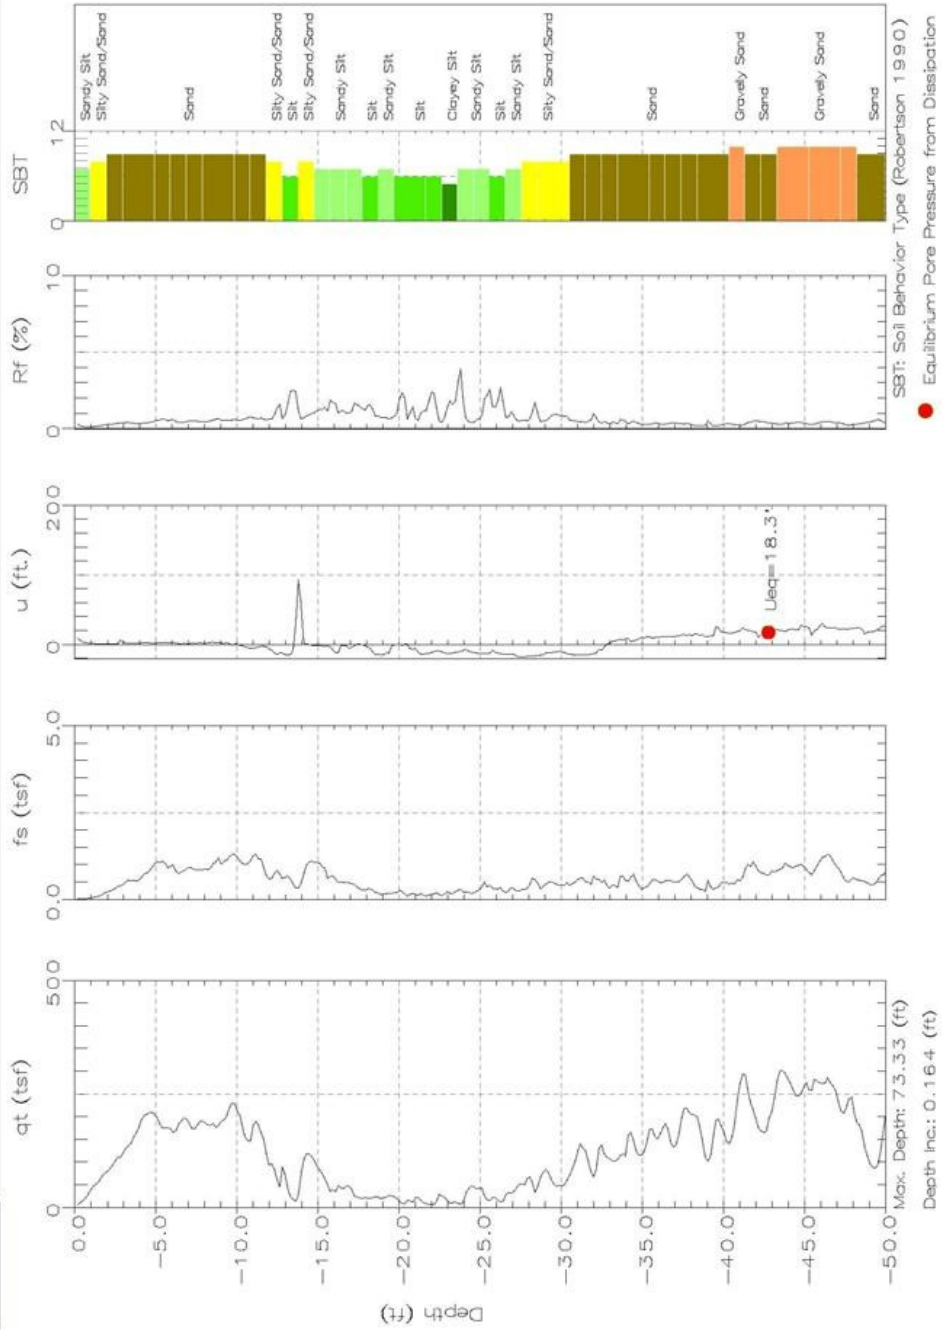 qt (tsf) fs (tsf) u (ft.) Rf (%) SBT
0 500 0.0 5.0 0 200 0 10 0 12
0.0
Sandy Silt
Silty Sand/Sand
-5.0
Sand
-10.0
Silty Sand/Sand
Silt
Silty Sand/Sand
-15.0
Sandy Silt
Silt
Sandy Silt
-20.0
Depth (ft)
Silt
Clayey Silt
Sandy Silt
-25.0
Silt
Sandy Silt
Silty Sand/Sand
-30.0
-35.0
Sand
-40.0
Gravely Sand
Sand
Ueq=18.3'
-45.0
Gravely Sand
Sand
-50.0
Max. Depth: 73.33 (ft) SBT: Soil Behavior Type (Robertson 1990)
Depth Inc.: 0.164 (ft) Equilibrium Pore Pressure from Dissipation